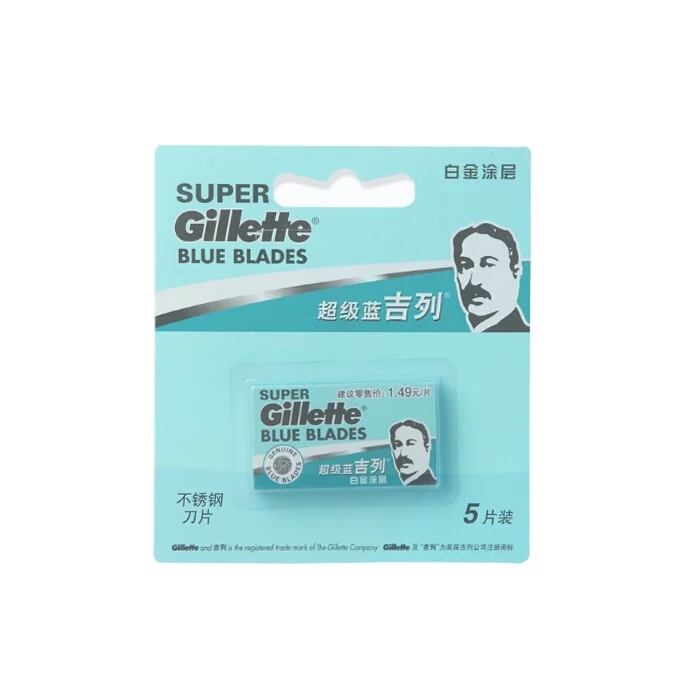 白金涂层
SUPER
Gillette®
BLUE BLADES
超级蓝吉列®
SUPER
建议零售价：1.49元/片
Gillette®
BLUE BLADES
GENUINE
BLUE BLADES
超级蓝吉列®
白金涂层
不锈钢
刀片
5片装
Gillette and 吉列 is the registered trade mark of The Gillette Company
Gillette 及“吉列”为美国吉列公司注册商标